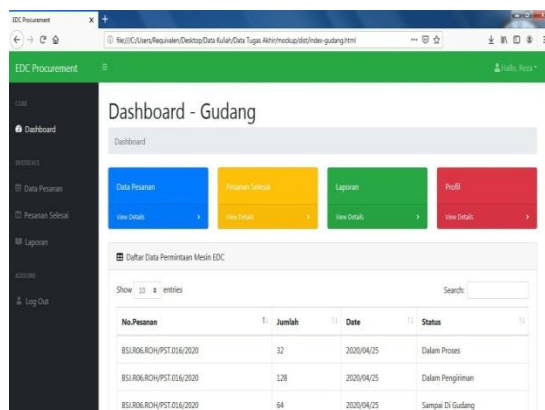 EDC Procurement
file:///C:/Users/Requivalen/Desktop/Data Kuliah/Data Tugas Akhir/mockup/dist/index-gudang.html
EDC Procurement
Hallo, Reza
CORE
Dashboard
INTERFACE
Data Pesanan
Pesanan Selesai
Laporan
ADDONS
Log Out
Dashboard - Gudang
Dashboard
Data Pesanan
Pesanan Selesai
Laporan
Profil
View Details
View Details
View Details
View Details
Daftar Data Permintaan Mesin EDC
Show 10 entries
Search:
No.Pesanan Jumlah Date Status
BSI.R06.ROH/PST.016/2020 32 2020/04/25 Dalam Proses
BSI.R06.ROH/PST.016/2020 128 2020/04/25 Dalam Pengiriman
BSI.R06.ROH/PST.016/2020 64 2020/04/25 Sampai Di Gudang